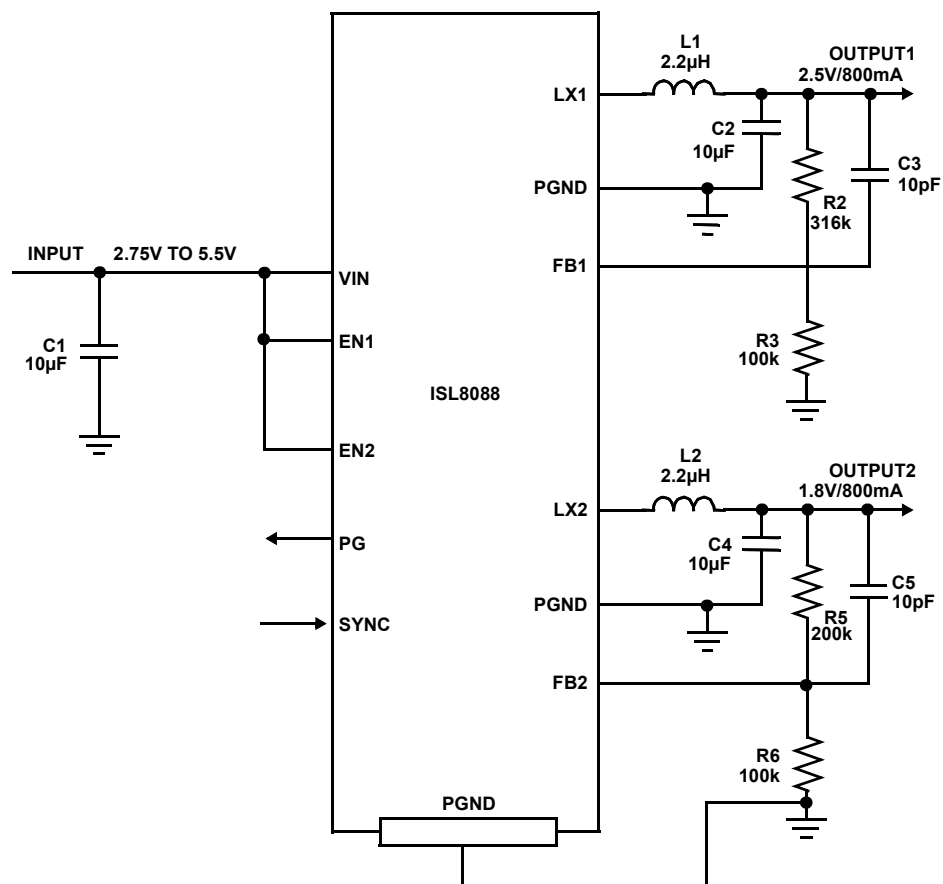 L1
2.2µH
OUTPUT1
2.5V/800mA
LX1
C2
10µF
C3
10pF
PGND
R2
316k
INPUT 2.75V TO 5.5V
FB1
VIN
C1
10µF
EN1
R3
100k
ISL8088
EN2
L2
2.2µH
OUTPUT2
1.8V/800mA
LX2
PG
C4
10µF
C5
10pF
PGND
R5
200k
SYNC
FB2
R6
100k
PGND